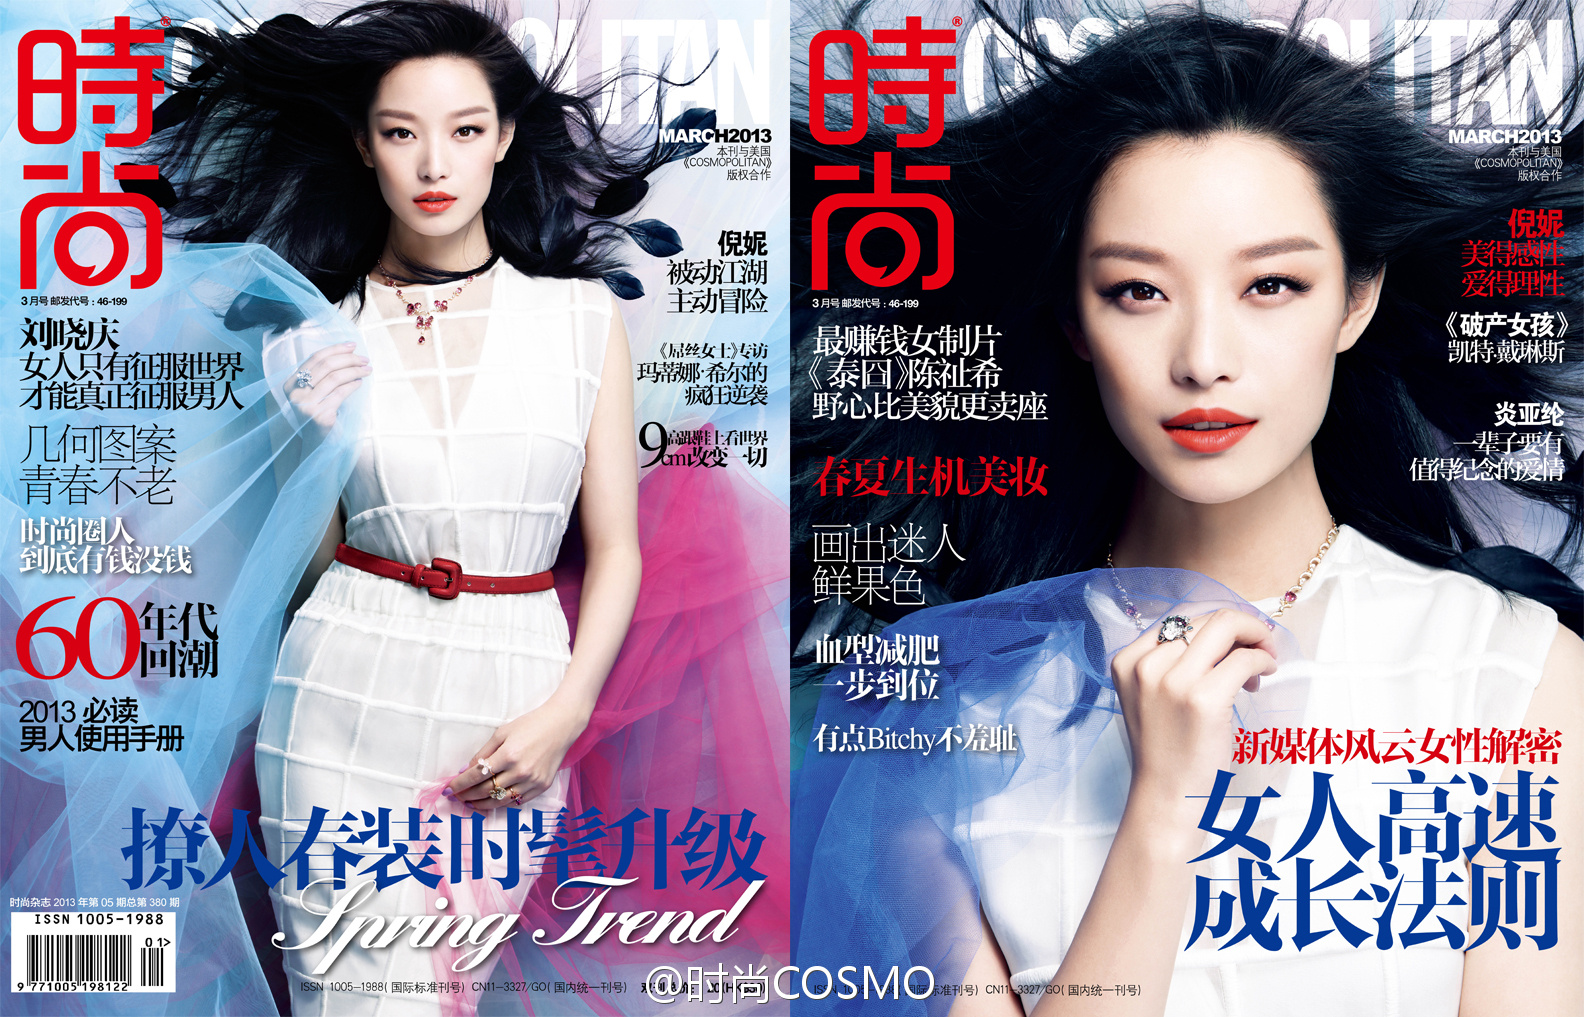 時尚®
COSMOPOLITAN
MARCH2013
本刊与美国
《COSMOPOLITAN》
版权合作
3月号 邮发代号：46-199
刘晓庆
女人只有征服世界
才能真正征服男人
几何图案
青春不老
时尚圈人
到底有钱没钱
60年代
回潮
2013 必读
男人使用手册
倪妮
被动江湖
主动冒险
《屌丝女士》专访
玛蒂娜·希尔的
疯狂逆袭
9cm高跟鞋上看世界
改变一切
撩人春装时髦升级
Spring Trend
时尚杂志 2013 年第 05 期总第 380 期
ISSN 1005-1988
01>
9 771005 198122
ISSN 1005-1988( 国际标准刊号) CN11-3327/GO( 国内统一刊号)
時尚®
COSMOPOLITAN
MARCH2013
本刊与美国
《COSMOPOLITAN》
版权合作
3月号 邮发代号：46-199
最赚钱女制片
《泰囧》陈祉希
野心比美貌更卖座
春夏生机美妆
画出迷人
鲜果色
血型减肥
一步到位
有点Bitchy不羞耻
倪妮
美得感性
爱得理性
《破产女孩》
凯特·戴琳斯
炎亚纶
一辈子要有
值得纪念的爱情
新媒体风云女性解密
女人高速
成长法则
CN11-3327/GO( 国内统一刊号)
@时尚COSMO